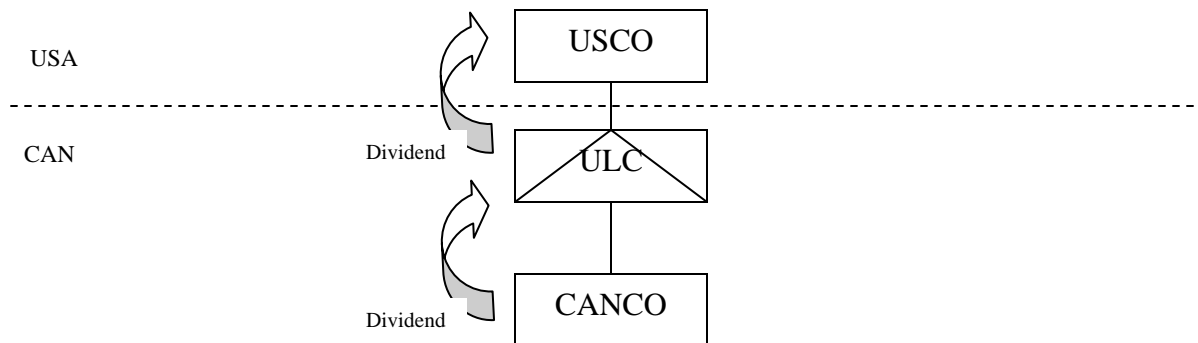 USCO
USA
CAN
Dividend
ULC
Dividend
CANCO